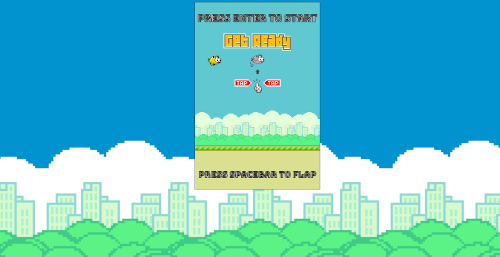 PRESS ENTER TO START
Get Ready
TAP TAP
PRESS SPACEBAR TO FLAP